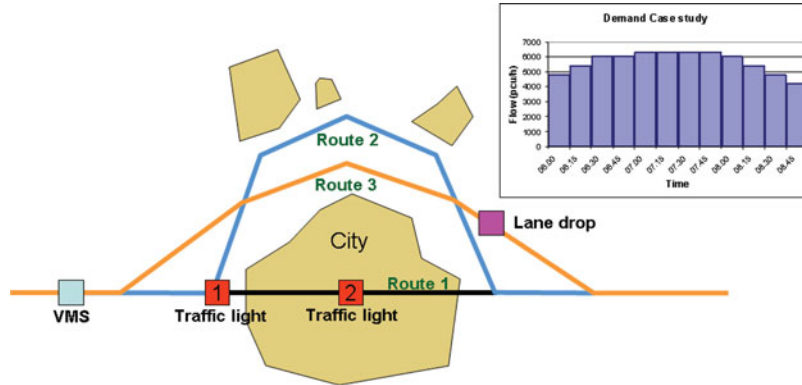 Demand Case study
Flow (pcu/h)
7000
6000
5000
4000
3000
2000
1000
0
06.00
06.15
06.30
06.45
07.00
07.15
07.30
07.45
08.00
08.15
08.30
08.45
Time
Route 2
Route 3
Lane drop
City
Route 1
1
2
VMS
Traffic light
Traffic light